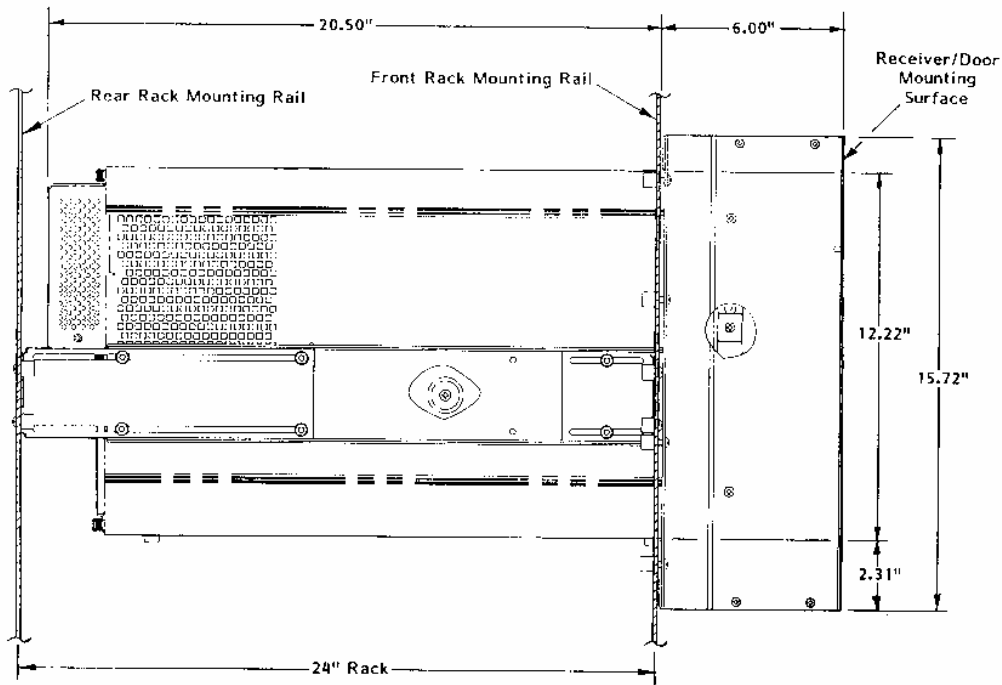 20.50"
6.00"
Receiver/Door
Mounting
Surface
Front Rack Mounting Rail
Rear Rack Mounting Rail
12.22"
15.72"
2.31"
24" Rack